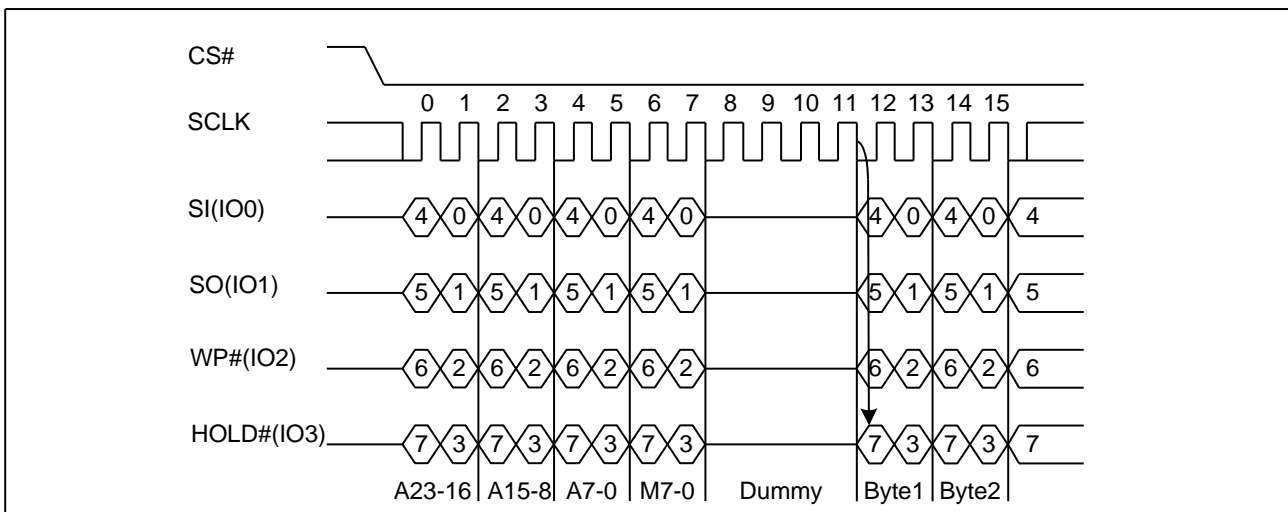 CS#
0 1 2 3 4 5 6 7 8 9 10 11 12 13 14 15
SCLK
SI(IO0) 4 0 4 0 4 0 4 0 4 0 4 0 4
SO(IO1) 5 1 5 1 5 1 5 1 5 1 5 1 5
WP#(IO2) 6 2 6 2 6 2 6 2 6 2 6 2 6
HOLD#(IO3) 7 3 7 3 7 3 7 3 7 3 7 3 7
A23-16 A15-8 A7-0 M7-0 Dummy Byte1 Byte2